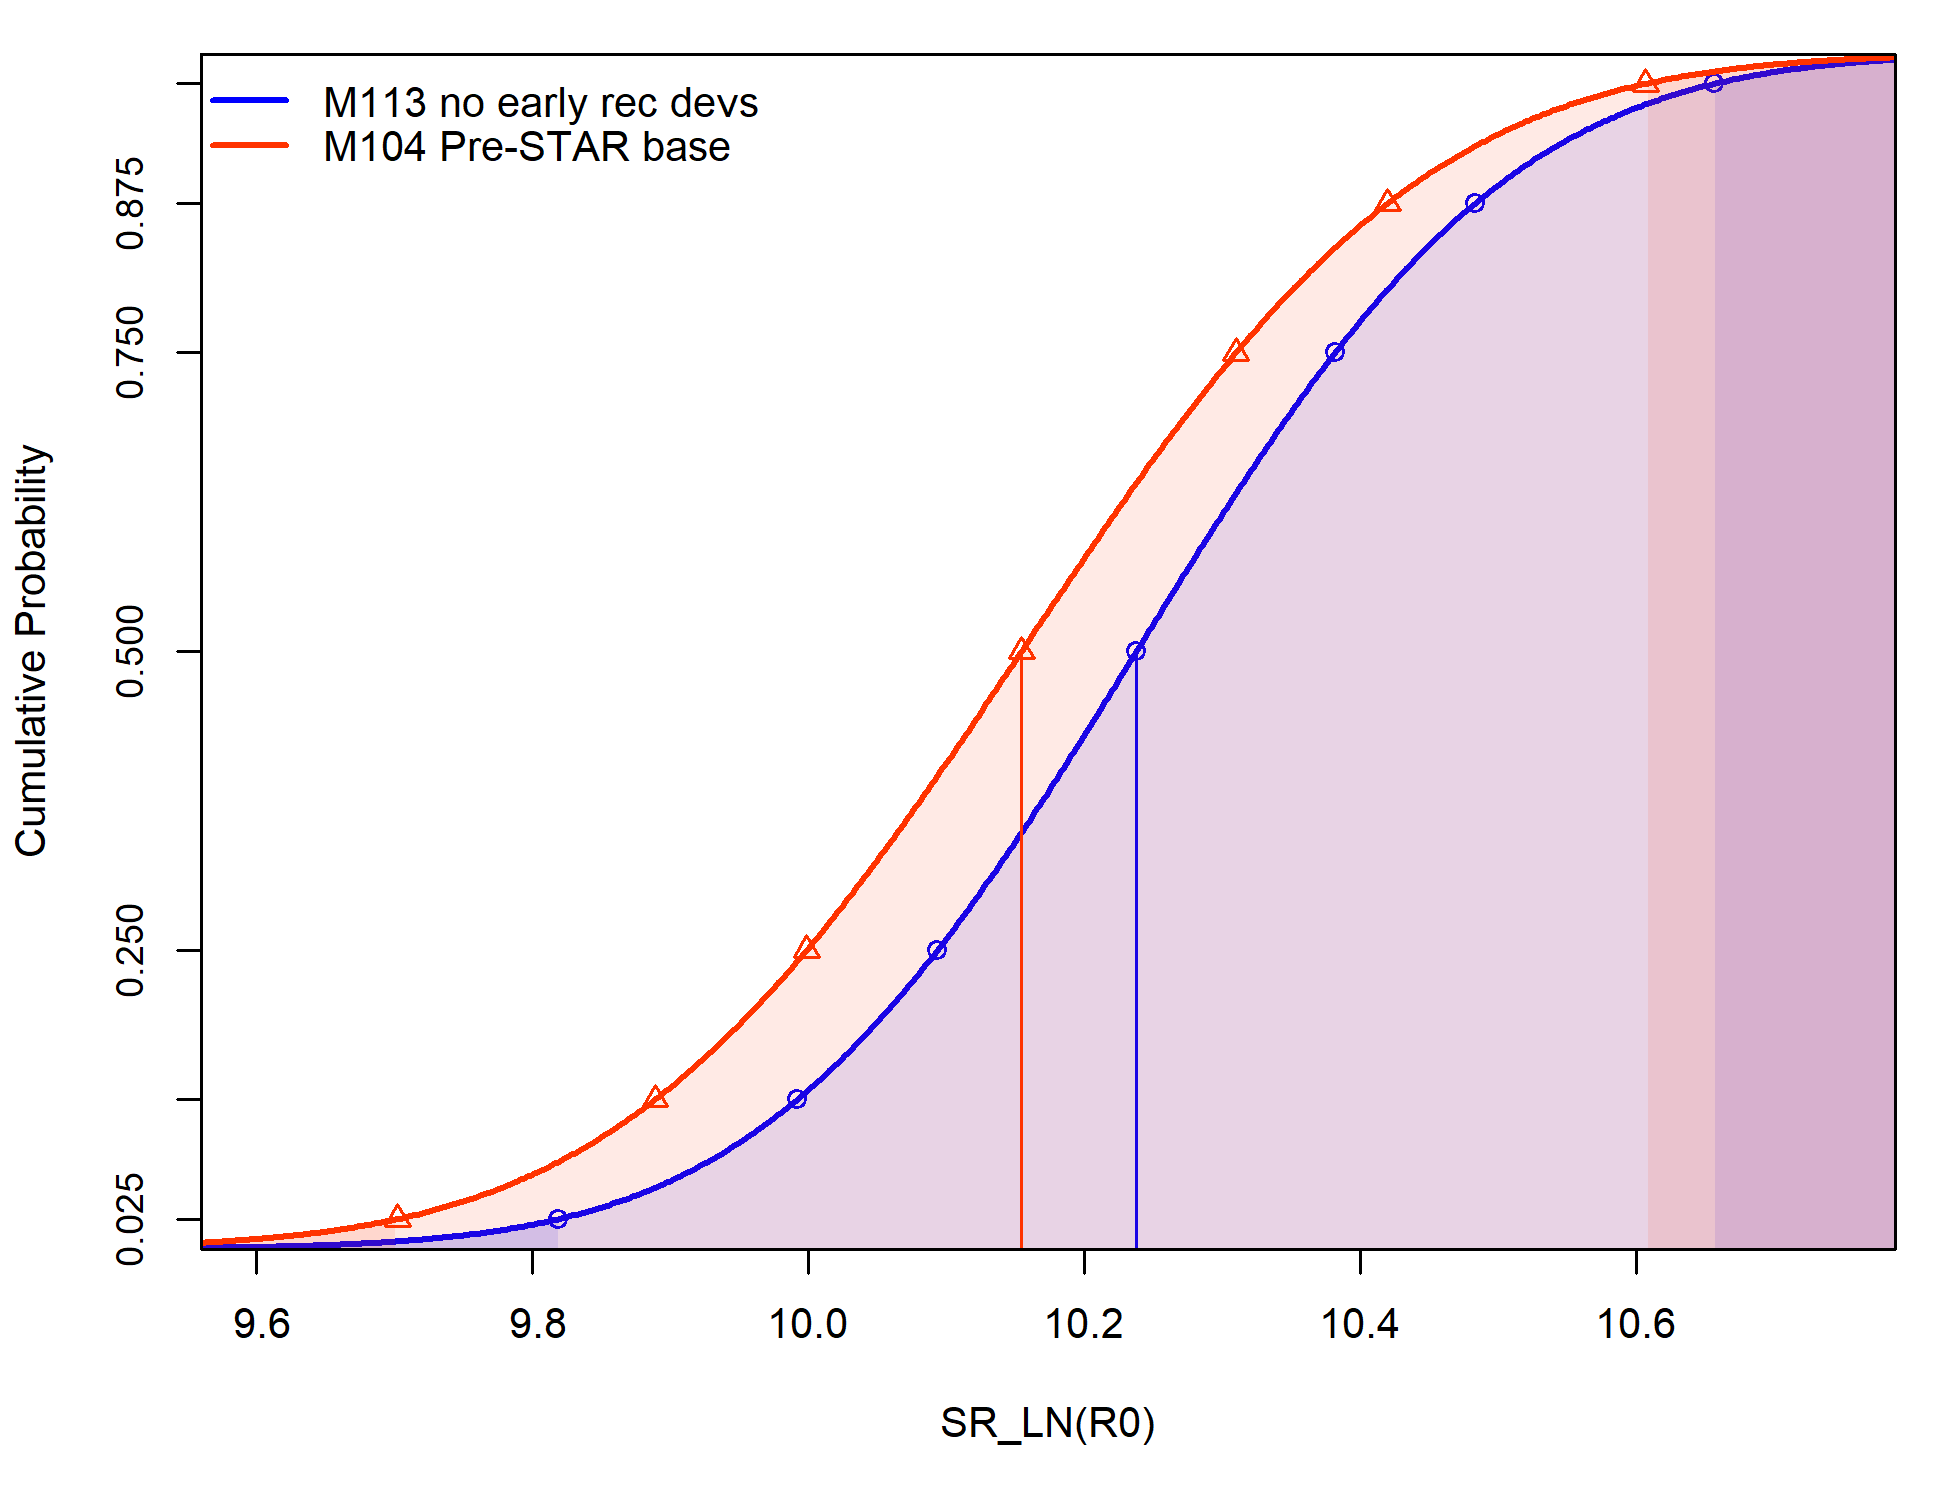 M113 no early rec devs
M104 Pre-STAR base
Cumulative Probability
0.875
0.750
0.500
0.250
0.025
9.6 9.8 10.0 10.2 10.4 10.6
SR_LN(R0)